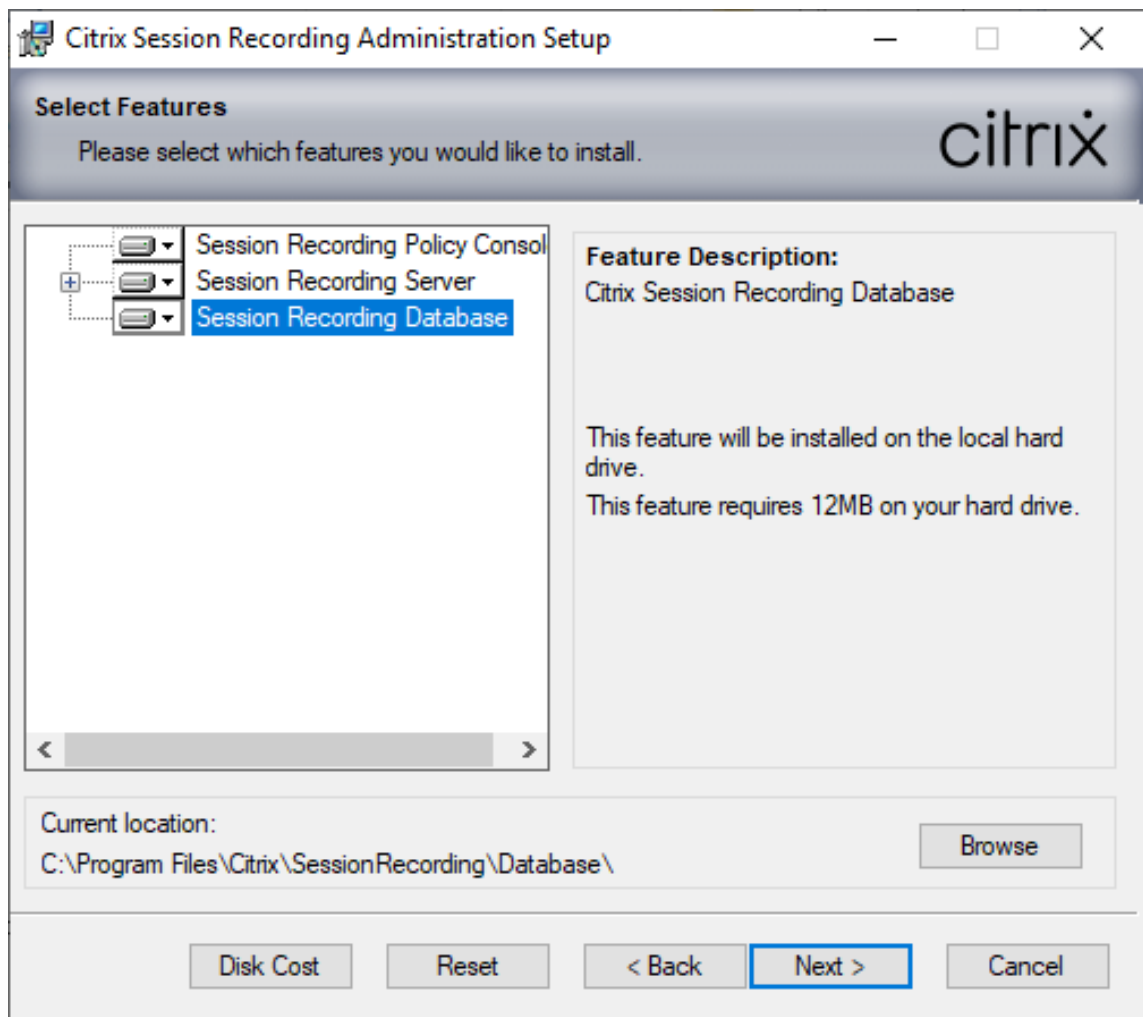 Citrix Session Recording Administration Setup
Select Features
Please select which features you would like to install.
citrix
Session Recording Policy Consol
Session Recording Server
Session Recording Database
Feature Description:
Citrix Session Recording Database
This feature will be installed on the local hard
drive.
This feature requires 12MB on your hard drive.
Current location:
C:\Program Files\Citrix\SessionRecording\Database\
Browse
Disk Cost
Reset
< Back
Next >
Cancel